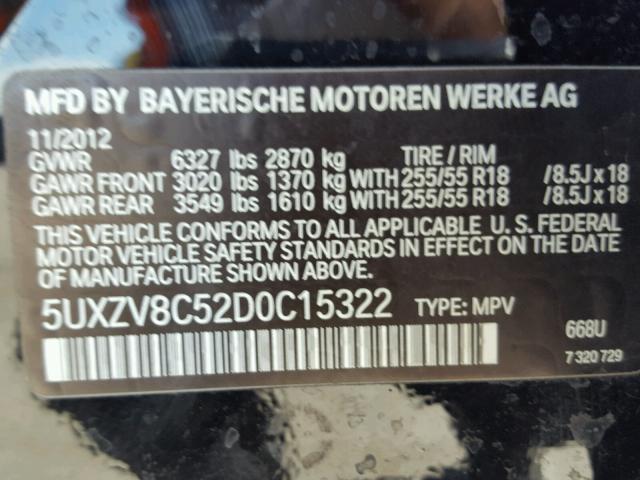 MFD BY BAYERISCHE MOTOREN WERKE AG
11/2012
GVWR 6327 lbs 2870 kg TIRE / RIM
GAWR FRONT 3020 lbs 1370 kg WITH 255/55 R18 /8.5J x 18
GAWR REAR 3549 lbs 1610 kg WITH 255/55 R18 /8.5J x 18
THIS VEHICLE CONFORMS TO ALL APPLICABLE U. S. FEDERAL
MOTOR VEHICLE SAFETY STANDARDS IN EFFECT ON THE DATE
OF MANUFACTURE SHOWN ABOVE.
5UXZV8C52D0C15322 TYPE: MPV
668U
7 320 729